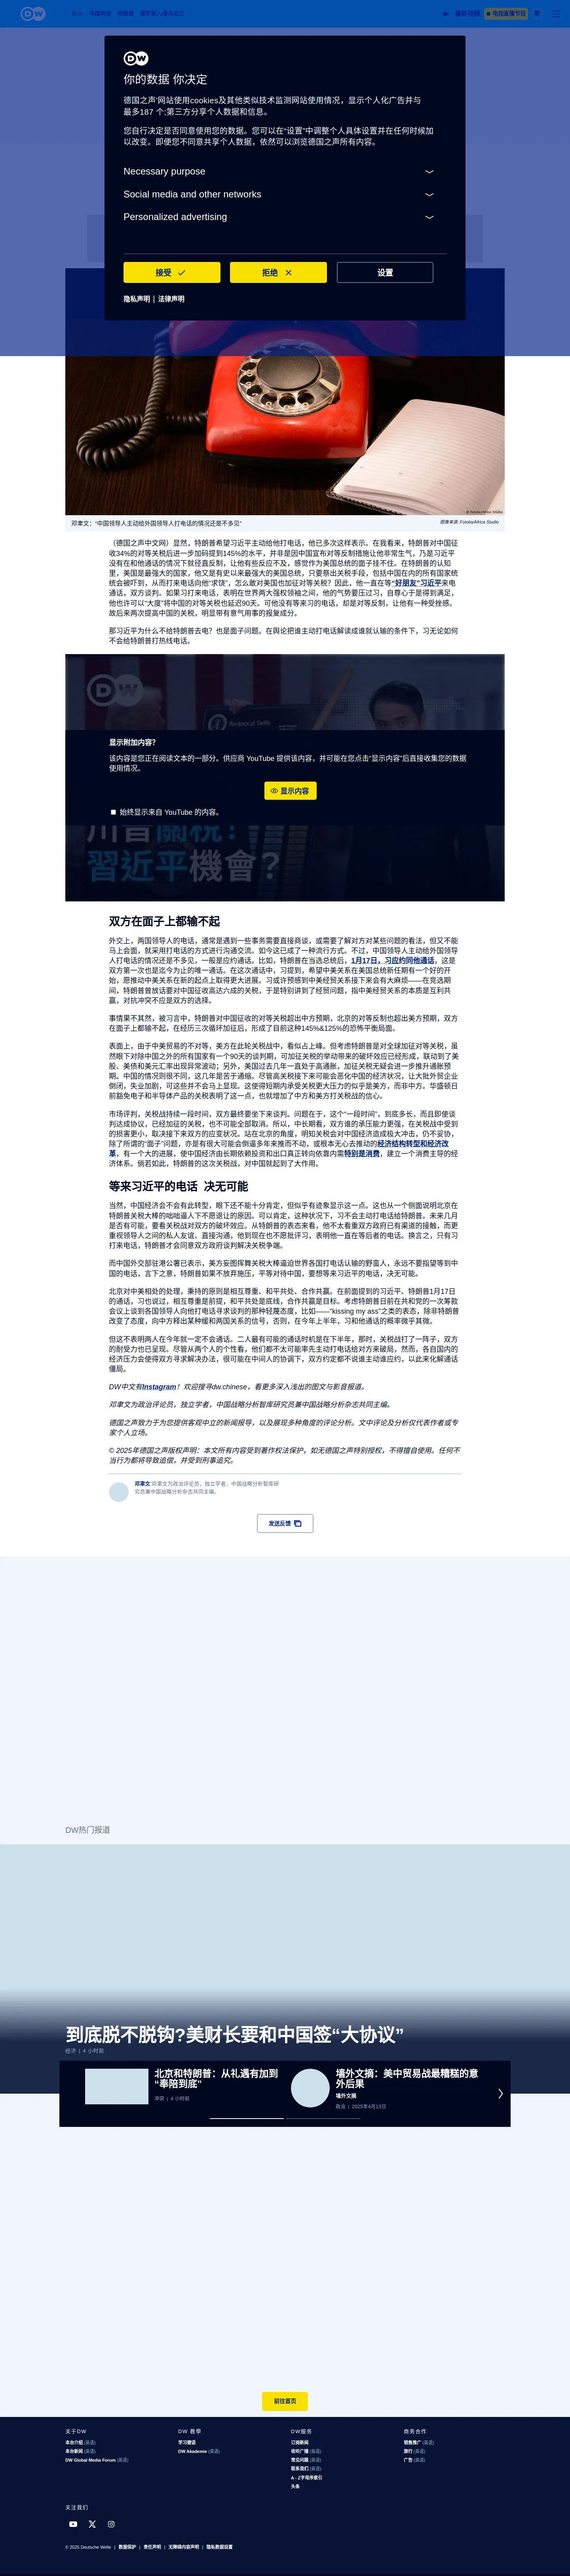 DW
中国网信
特朗普
俄罗斯入侵乌克兰
最新视频
电视直播节目
DW
你的数据 你决定
德国之声'网站使用cookies及其他类似技术监测网站使用情况，显示个人化广告并与
最多187 个;第三方分享个人数据和信息。
您自行决定是否同意使用您的数据。您可以在“设置”中调整个人具体设置并在任何时候加
以改变。即便您不同意共享个人数据，依然可以浏览德国之声所有内容。
Necessary purpose
Social media and other networks
Personalized advertising
接受
拒绝
设置
隐私声明 | 法律声明
邓聿文：“中国领导人主动给外国领导人打电话的情况还是不多见”
图像来源: Fotolia/Africa Studio
（德国之声中文网）显然，特朗普希望习近平主动给他打电话，他已多次这样表示。在我看来，特朗普对中国征
收34%的对等关税后进一步加码提到145%的水平，并非是因中国宣布对等反制措施让他非常生气，乃是习近平
没有在和他通话的情况下就径直反制，让他有些反应不及，感觉作为美国总统的面子挂不住。在特朗普的认知
里，美国是最强大的国家，他又是有史以来最强大的美国总统，只要祭出关税手段，包括中国在内的所有国家统
统会被吓到，从而打来电话向他“求饶”，怎么敢对美国也加征对等关税？因此，他一直在等“好朋友”习近平来电
话，双方谈判。如果习打来电话，表明在世界两大强权领袖之间，他的气势要压过习，自尊心于是得到满足，
他也许可以“大度”将中国的对等关税也延迟90天。可他没有等来习的电话，却是对等反制，让他有一种受挫感。
故后来两次提高中国的关税，明显带有意气用事的报复成分。
那习近平为什么不给特朗普去电？也是面子问题。在舆论把谁主动打电话解读成谁就认输的条件下，习无论如何
不会给特朗普打热线电话。
显示附加内容？
该内容是您正在阅读文本的一部分。供应商 YouTube 提供该内容，并可能在您点击“显示内容”后直接收集您的数据
使用情况。
显示内容
始终显示来自 YouTube 的内容。
川普關稅！
習近平機會？
双方在面子上都输不起
外交上，两国领导人的电话，通常是遇到一些事务需要直接商谈，或需要了解对方对某些问题的看法，但又不能
马上会面，就采用打电话的方式进行沟通交流。如今这已成了一种流行方式。不过，中国领导人主动给外国领导
人打电话的情况还是不多见，一般是应约通话。比如，特朗普在当选总统后，1月17日，习应约同他通话，这是
双方第一次也是迄今为止的唯一通话。在这次通话中，习提到，希望中美关系在美国总统新任期有一个好的开
始，愿推动中美关系在新的起点上取得更大进展。习或许预感到中美经贸关系接下来会有大麻烦——在竞选期
间，特朗普曾放话要对中国征收高达六成的关税，于是特别讲到了经贸问题，指中美经贸关系的本质是互利共
赢，对抗冲突不应是双方的选择。
事情果不其然，被习言中，特朗普对中国征收的对等关税超出中方预期，北京的对等反制也超出美方预期，双方
在面子上都输不起，在经历三次循环加征后，形成了目前这种145%&125%的恐怖平衡局面。
表面上，由于中美贸易的不对等，美方在此轮关税战中，看似占上峰。但考虑特朗普是对全球加征对等关税，虽
然眼下对除中国之外的所有国家有一个90天的谈判期，可加征关税的举动带来的破坏效应已经形成，联动到了美
股、美债和美元汇率出现异常波动；另外，美国过去几年一直处于高通胀，加征关税无疑会进一步推升通胀预
期。中国的情况则很不同，这几年是苦于通缩。尽管高关税接下来可能会恶化中国的经济状况，让大批外贸企业
倒闭，失业加剧，可这些并不会马上显现。这使得短期内承受关税更大压力的似乎是美方，而非中方。华盛顿日
前豁免电子和半导体产品的关税表明了这一点，也就增加了中方和美方打关税战的信心。
市场评判，关税战持续一段时间，双方最终要坐下来谈判。问题在于，这个“一段时间”，到底多长，而且即使谈
判达成协议，已经加征的关税，也不可能全部取消。所以，中长期看，双方谁的承压能力更强，在关税战中受到
的损害更小，取决接下来双方的应变状况。站在北京的角度，明知关税会对中国经济造成极大冲击，仍不妥协，
除了所谓的“面子”问题，亦是有很大可能会倒逼多年来推而不动，或根本无心去推动的经济结构转型和经济改
革，有一个大的进展，使中国经济由长期依赖投资和出口真正转向依靠内需特别是消费，建立一个消费主导的经
济体系。倘若如此，特朗普的这次关税战，对中国就起到了大作用。
等来习近平的电话 决无可能
当然，中国经济会不会有此转型，眼下还不能十分肯定，但似乎有迹象显示这一点。这也从一个侧面说明北京在
特朗普关税大棒的咄咄逼人下不愿退让的原因。可以肯定，这种状况下，习不会主动打电话给特朗普。未来几月
是否有可能，要看关税战对双方的破坏效应。从特朗普的表态来看，他不太看重双方政府已有渠道的接触，而更
重视领导人之间的私人友谊、直接沟通，他到现在也不愿批评习，表明他一直在等后者的电话。换言之，只有习
打来电话，特朗普才会同意双方政府谈判解决关税争端。
而中国外交部驻港公署已表示，美方妄图挥舞关税大棒逼迫世界各国打电话认输的野蛮人，永远不要指望等到中
国的电话，言下之意，特朗普如果不放弃施压，平等对待中国，要想等来习近平的电话，决无可能。
北京对中美相处的处理，秉持的原则是相互尊重、和平共处、合作共赢。在前面提到的习近平、特朗普1月17日
的通话，习也说过，相互尊重是前提，和平共处是底线，合作共赢是目标。考虑特朗普日前在共和党的一次筹款
会议上谈到各国领导人向他打电话寻求谈判的那种轻蔑态度，比如——“kissing my ass”之类的表态，除非特朗普
改变了态度，向中方释出某种缓和两国关系的信号，否则，在今年上半年，习和他通话的概率微乎其微。
但这不表明两人在今年就一定不会通话。二人最有可能的通话时机是在下半年，那时，关税战打了一阵子，双方
的耐受力也已呈现。尽管从两个人的个性看，他们都不太可能率先主动打电话给对方来破局，然而，各自国内的
经济压力会使得双方寻求解决办法，很可能在中间人的协调下，双方约定都不说谁主动谁应约，以此来化解通话
僵局。
DW中文有Instagram！欢迎搜寻dw.chinese，看更多深入浅出的图文与影音报道。
邓聿文为政治评论员，独立学者，中国战略分析智库研究员兼中国战略分析杂志共同主编。
德国之声致力于为您提供客观中立的新闻报导，以及展现多种角度的评论分析。文中评论及分析仅代表作者或专
家个人立场。
© 2025年德国之声版权声明：本文所有内容受到著作权法保护，如无德国之声特别授权，不得擅自使用。任何不
当行为都将导致追偿，并受到刑事追究。
邓聿文 邓聿文为政治评论员，独立学者，中国战略分析智库研
究员兼中国战略分析杂志共同主编。
发送反馈
DW热门报道
到底脱不脱钩?美财长要和中国签“大协议”
经济 | 4 小时前
北京和特朗普：从礼遇有加到
“奉陪到底”
冲突 | 4 小时前
墙外文摘：美中贸易战最糟糕的意
外后果
墙外文摘
政治 | 2025年4月13日
前往首页
关于DW
本台介绍 (英语)
本台新闻 (英语)
DW Global Media Forum (英语)
DW 教學
学习德语
DW Akademie (英语)
DW服务
订阅新闻
收听广播 (英语)
常见问题 (英语)
联系我们 (英语)
A - Z字母序索引
头条
商务合作
销售推广 (英语)
旅行 (英语)
广告 (英语)
关注我们
© 2025 Deutsche Welle | 数据保护 | 责任声明 | 无障碍内容声明 | 隐私数据设置